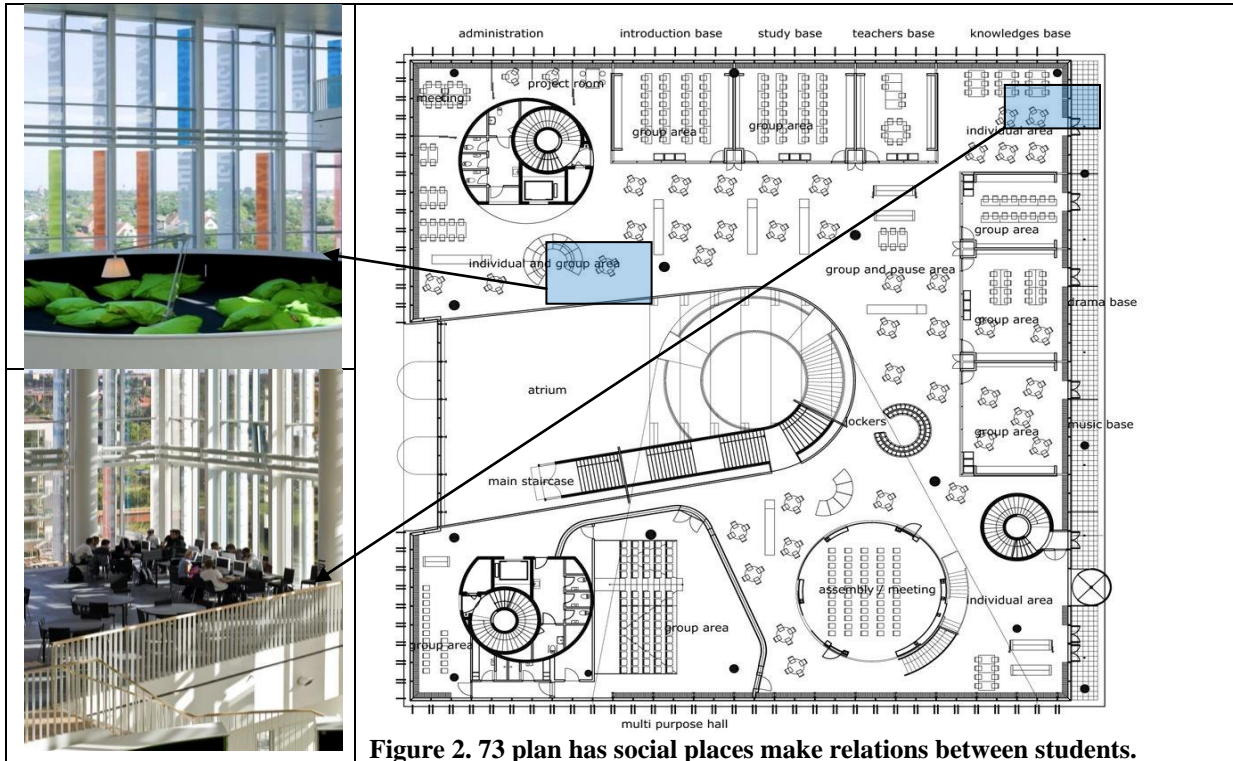 administration
introduction base
study base
teachers base
knowledges base
project room
meeting
group area
group area
individual area
group area
individual and group area
group and pause area
drama base
group area
atrium
lockers
group area
music base
main staircase
assembly / meeting
individual area
group area
group area
multi purpose hall
Figure 2. 73 plan has social places make relations between students.